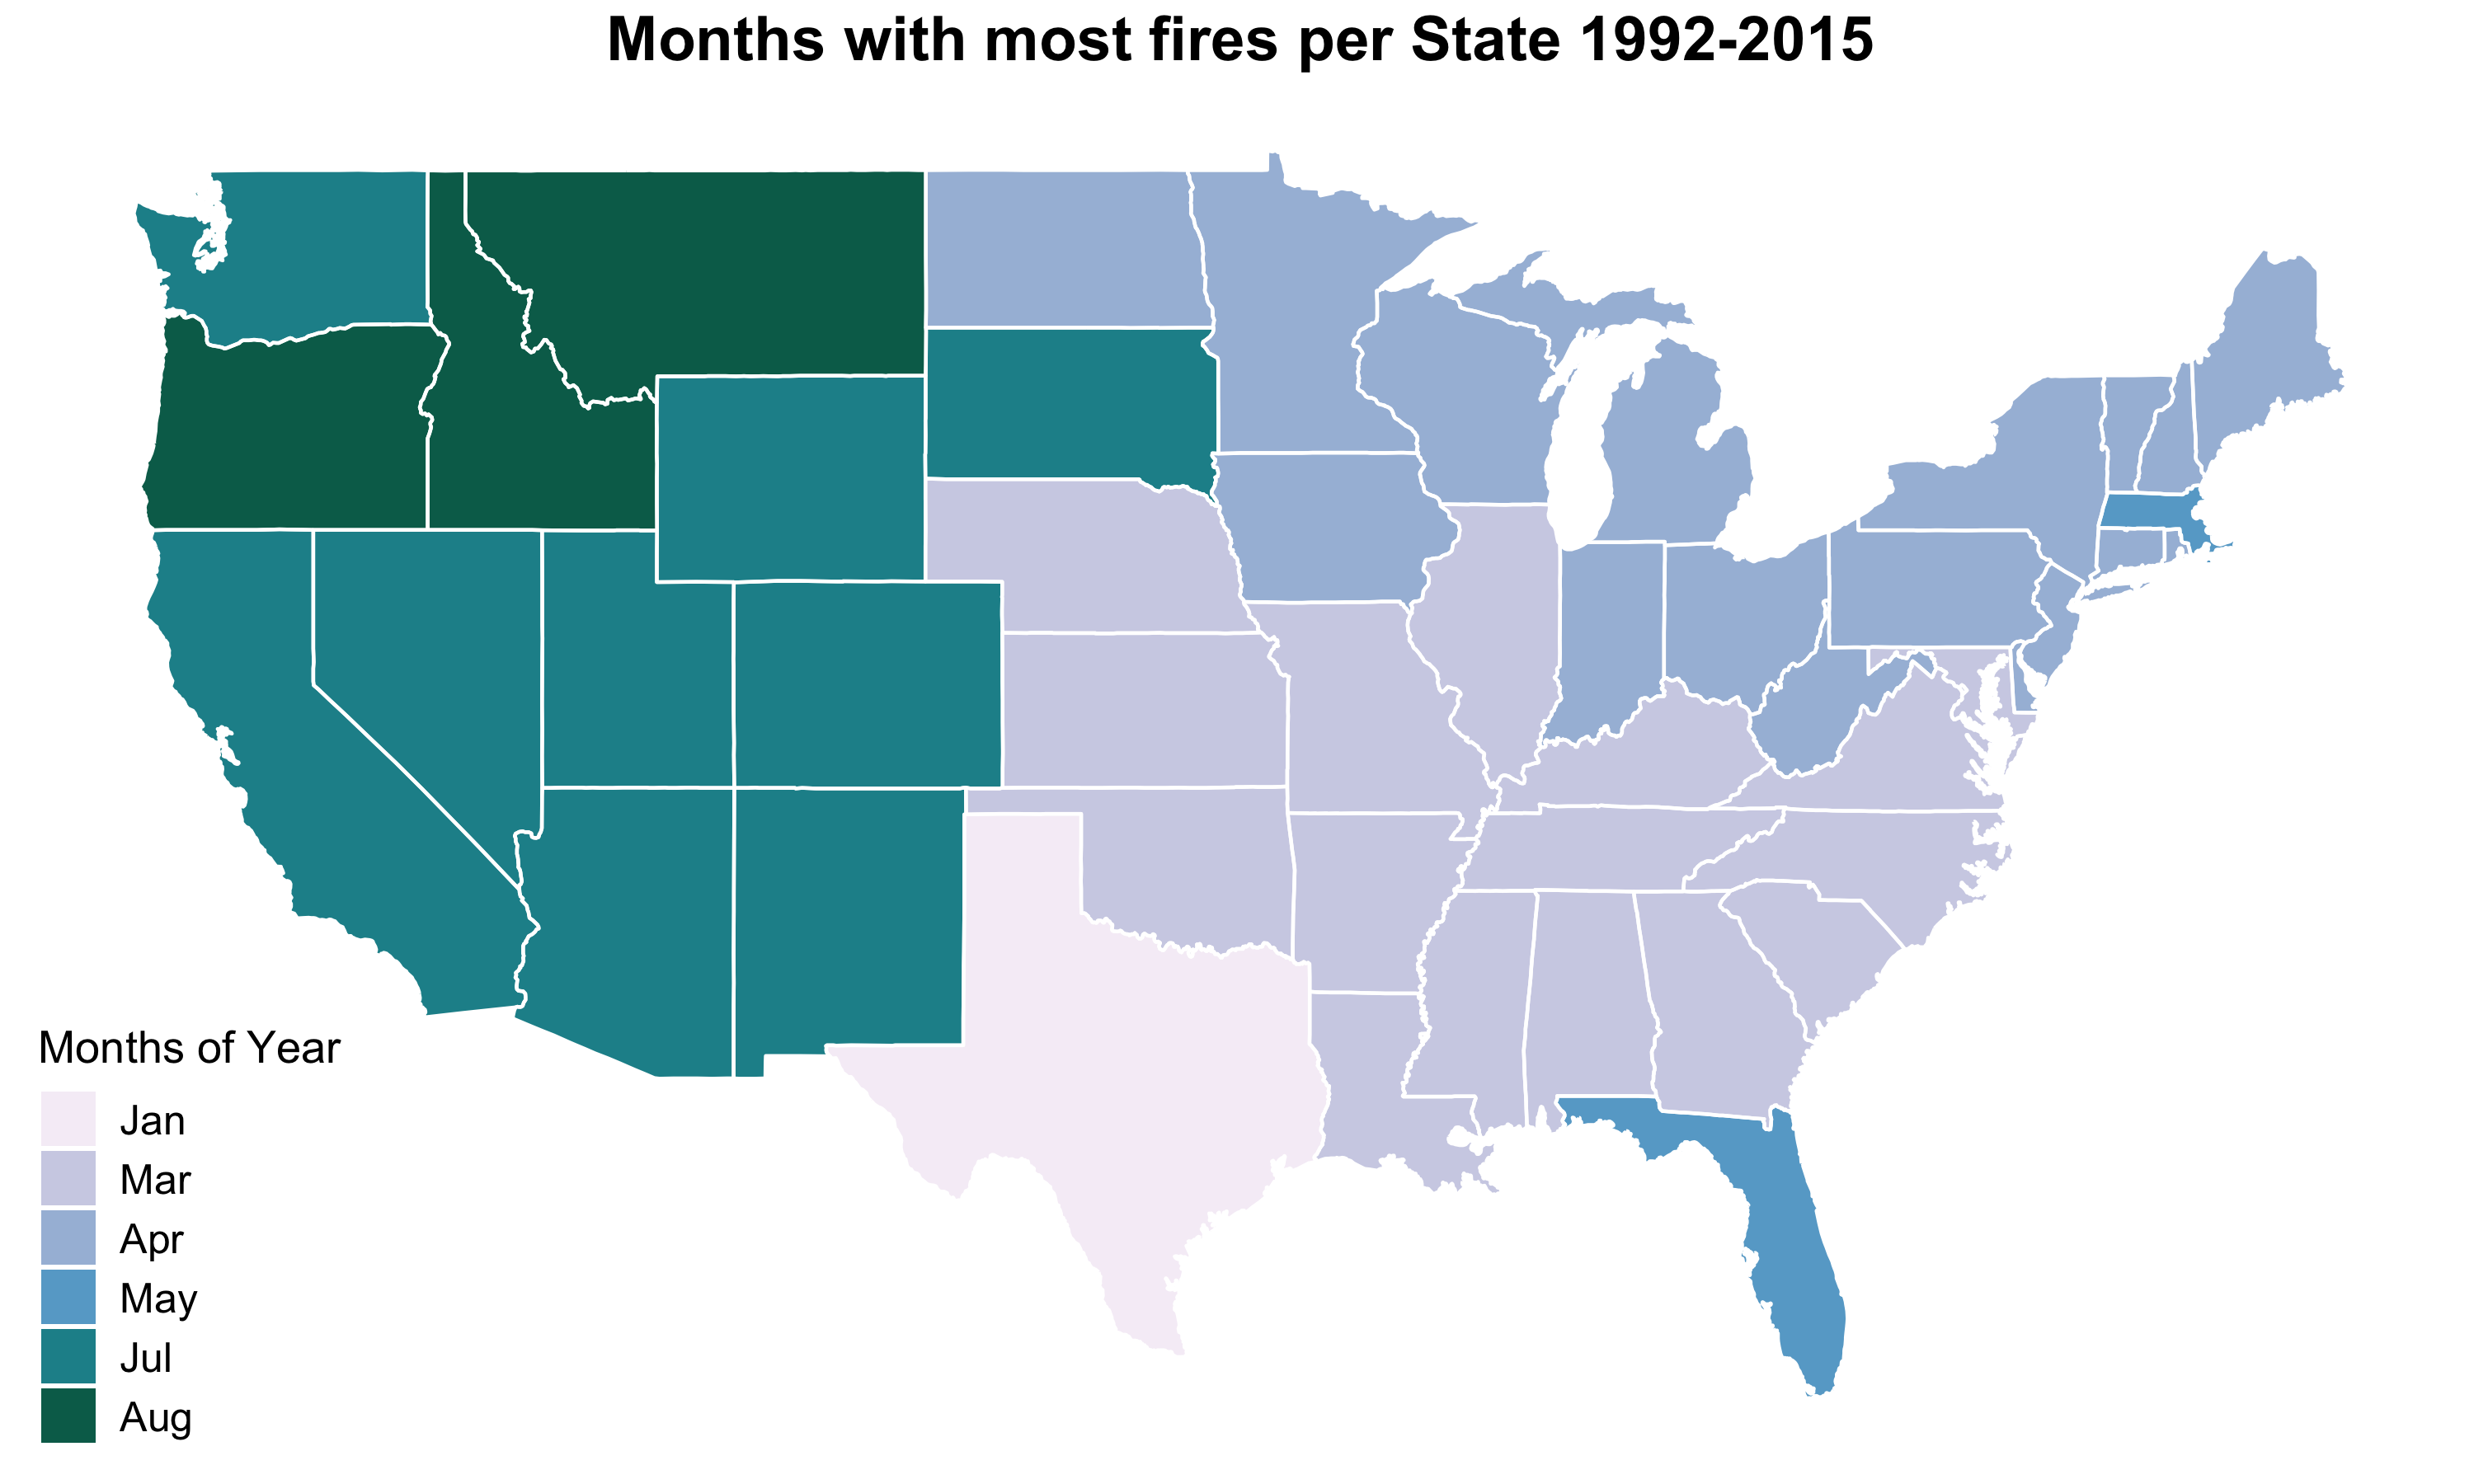 Months with most fires per State 1992-2015
Months of Year
Jan
Mar
Apr
May
Jul
Aug